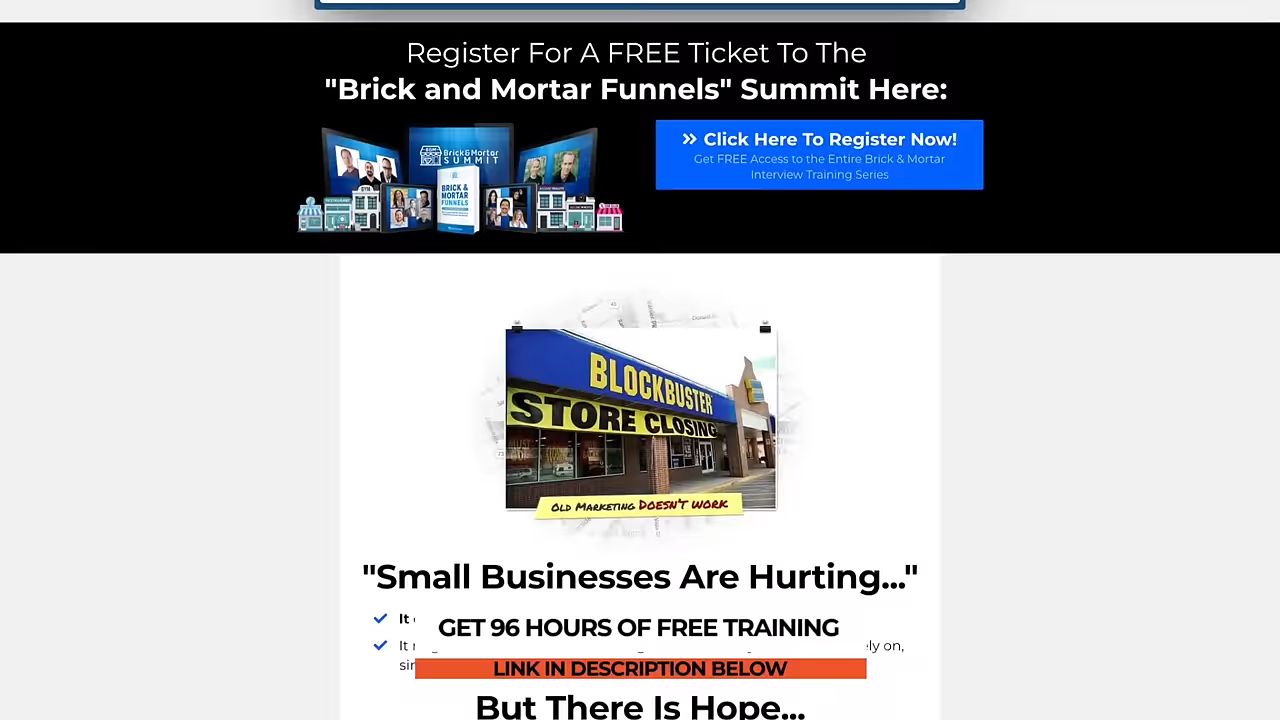 Register For A FREE Ticket To The
"Brick and Mortar Funnels" Summit Here:
Click Here To Register Now!
Get FREE Access to the Entire Brick & Mortar
Interview Training Series
Brick & Mortar
SUMMIT
GYM
RESTAURANT
BRICK &
MORTAR
FUNNELS
BLOCKBUSTER
STORE CLOSING
OLD MARKETING DOESN'T WORK
"Small Businesses Are Hurting..."
It
It
ely on,
GET 96 HOURS OF FREE TRAINING
LINK IN DESCRIPTION BELOW
But There Is Hope...